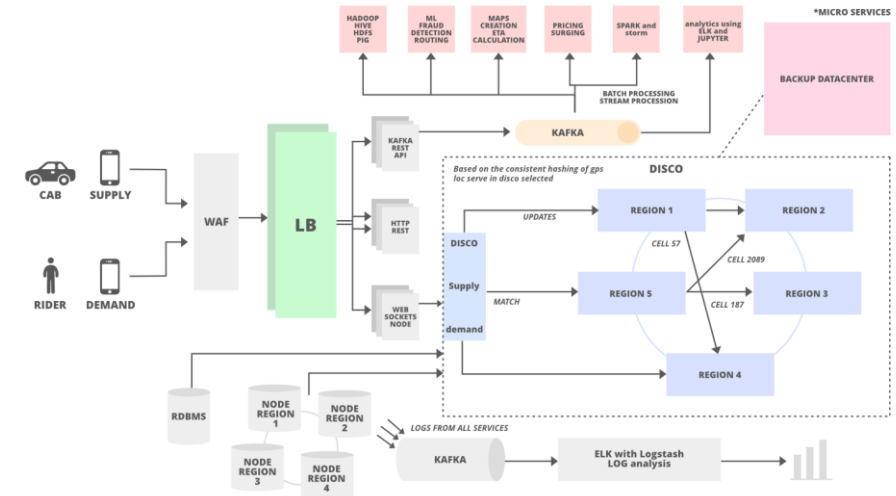 *MICRO SERVICES
HADOOP
HIVE
HDFS
PIG
ML
FRAUD
DETECTION
ROUTING
MAPS
CREATION
ETA
CALCULATION
PRICING
SURGING
SPARK and
storm
analytics using
ELK and
JUPYTER
BACKUP DATACENTER
BATCH PROCESSING
STREAM PROCESSION
KAFKA
KAFKA
REST
API
CAB
SUPPLY
WAF
LB
HTTP
REST
RIDER
DEMAND
WEB
SOCKETS
NODE
Based on the consistent hashing of gps
loc serve in disco selected
DISCO
DISCO
Supply
demand
UPDATES
MATCH
REGION 1
REGION 2
CELL 57
CELL 2089
REGION 5
REGION 3
CELL 187
REGION 4
RDBMS
NODE
REGION
1
NODE
REGION
2
NODE
REGION
3
NODE
REGION
4
LOGS FROM ALL SERVICES
KAFKA
ELK with Logstash
LOG analysis